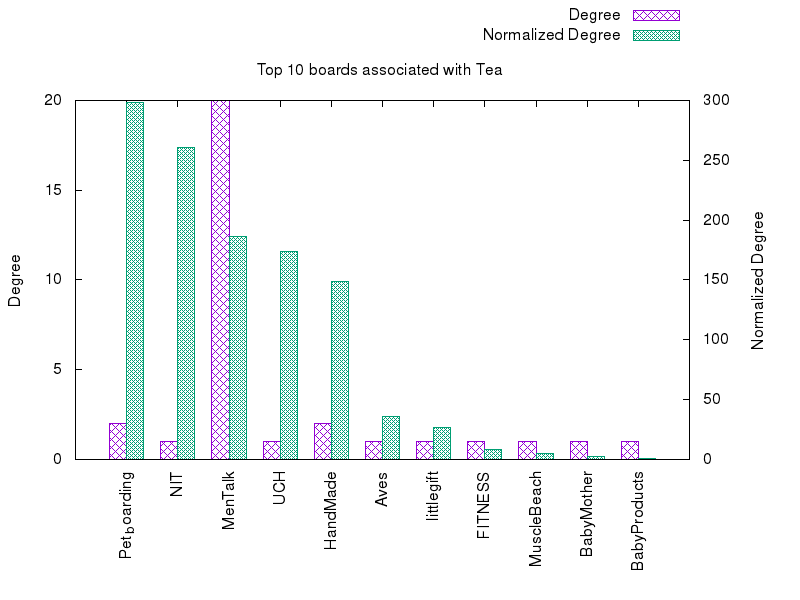 Degree
Normalized Degree
Top 10 boards associated with Tea
20
15
10
5
0
300
250
200
150
100
50
0
Degree
Normalized Degree
Pet_boarding
NIT
MenTalk
UCH
HandMade
Aves
littlegift
FITNESS
MuscleBeach
BabyMother
BabyProducts